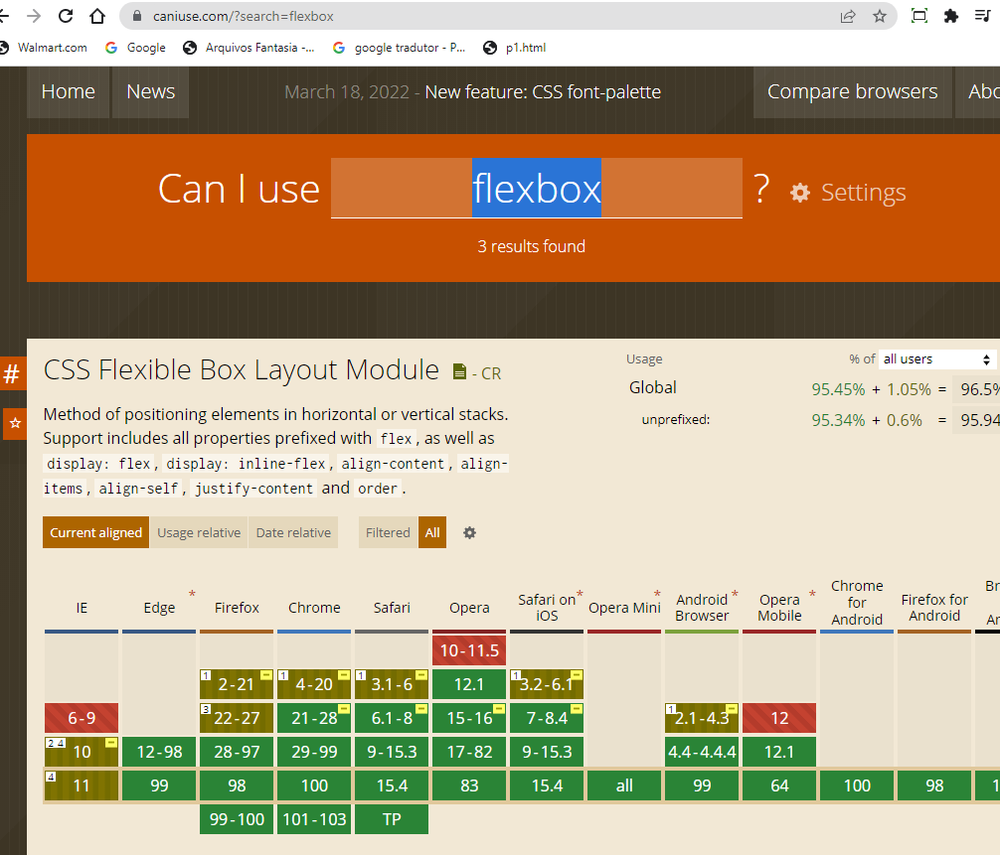 caniuse.com/?search=flexbox
Walmart.com Google Arquivos Fantasia -... google tradutor - P... p1.html
Home News March 18, 2022 - New feature: CSS font-palette Compare browsers Abo
Can I use flexbox ? Settings
3 results found
#
CSS Flexible Box Layout Module - CR
Usage % of all users
Global 95.45% + 1.05% = 96.5%
unprefixed: 95.34% + 0.6% = 95.94
Method of positioning elements in horizontal or vertical stacks.
Support includes all properties prefixed with flex, as well as
display: flex, display: inline-flex, align-content, align-
items, align-self, justify-content and order.
Current aligned Usage relative Date relative Filtered All
IE Edge * Firefox Chrome Safari Opera Safari on iOS * Opera Mini * Android Browser * Opera Mobile * Chrome for Android Firefox for Android
10-11.5
1 2-21 1 4-20 1 3.1-6 12.1 1 3.2-6.1
6-9 3 22-27 21-28 6.1-8 15-16 7-8.4 1 2.1-4.3 12
2 4 10 12-98 28-97 29-99 9-15.3 17-82 9-15.3 4.4-4.4.4 12.1
4 11 99 98 100 15.4 83 15.4 all 99 64 100 98
99-100 101-103 TP